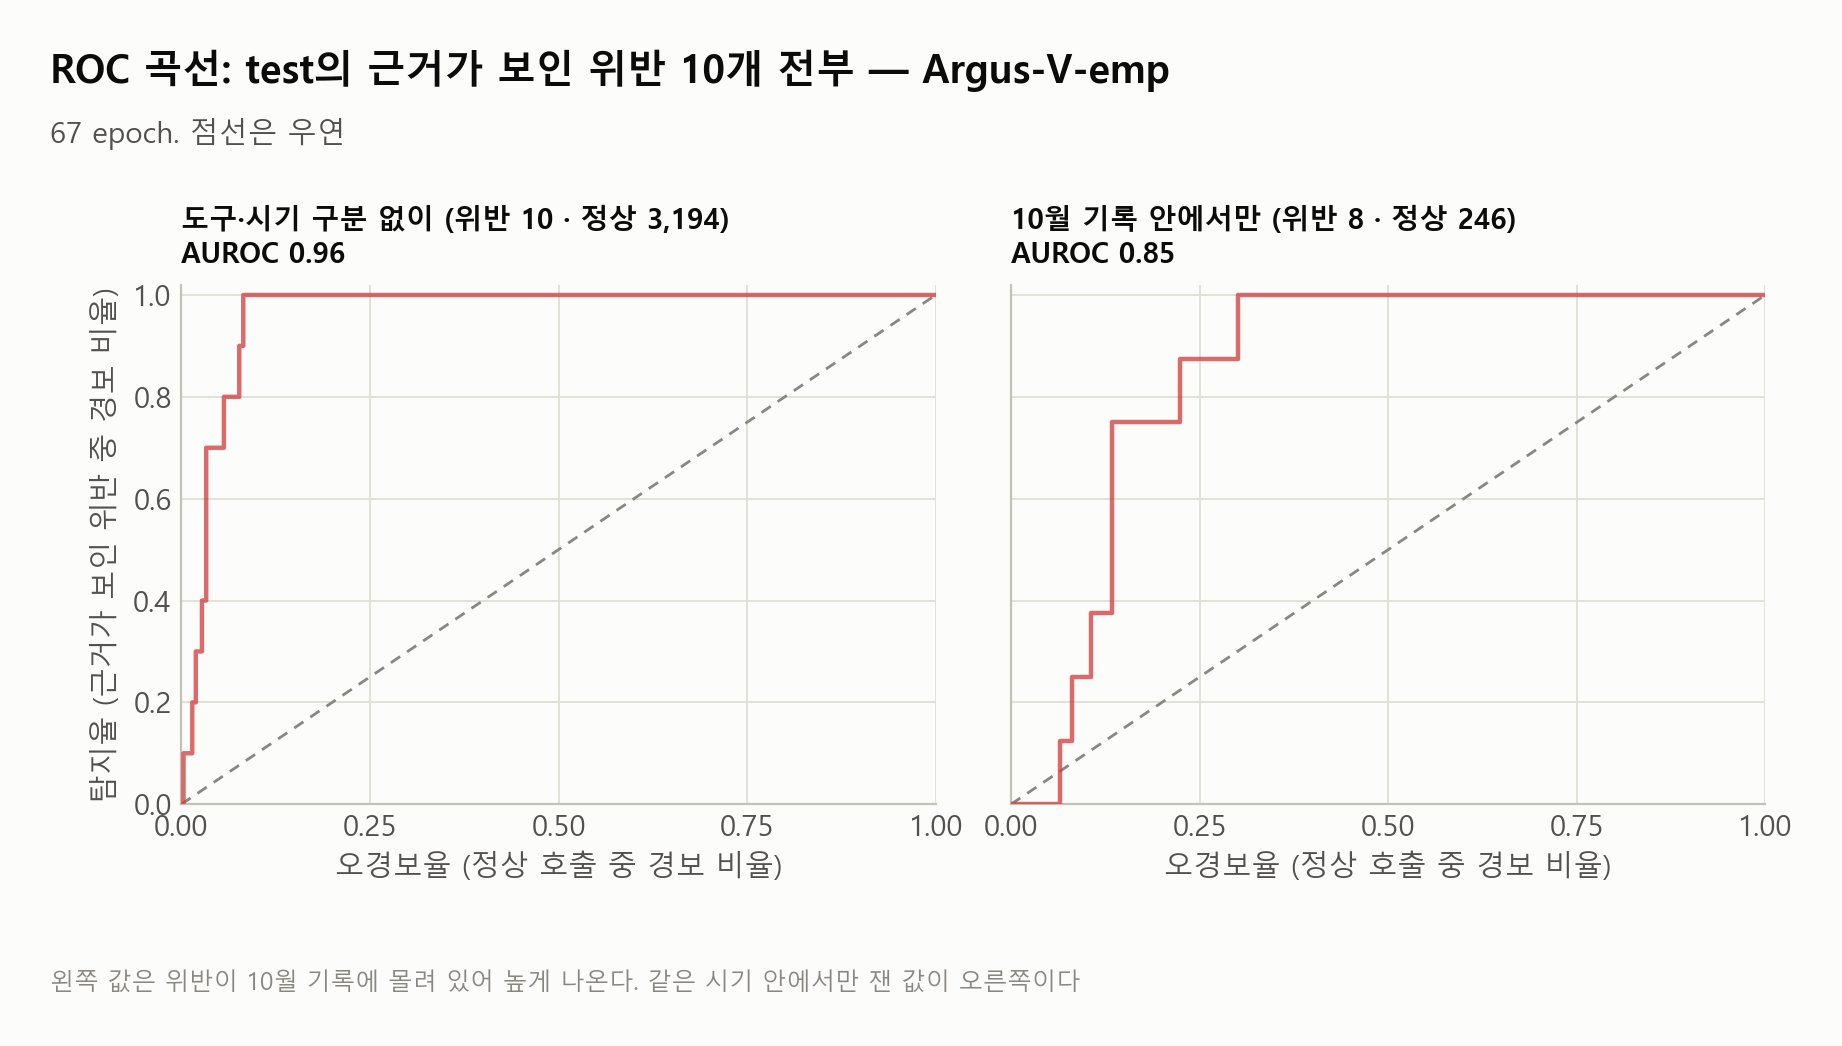 ROC 곡선: test의 근거가 보인 위반 10개 전부 — Argus-V-emp
67 epoch. 점선은 우연
도구·시기 구분 없이 (위반 10 · 정상 3,194)
AUROC 0.96
탐지율 (근거가 보인 위반 중 경보 비율)
1.0
0.8
0.6
0.4
0.2
0.0
0.00 0.25 0.50 0.75 1.00
오경보율 (정상 호출 중 경보 비율)
10월 기록 안에서만 (위반 8 · 정상 246)
AUROC 0.85
0.00 0.25 0.50 0.75 1.00
오경보율 (정상 호출 중 경보 비율)
왼쪽 값은 위반이 10월 기록에 몰려 있어 높게 나온다. 같은 시기 안에서만 잰 값이 오른쪽이다